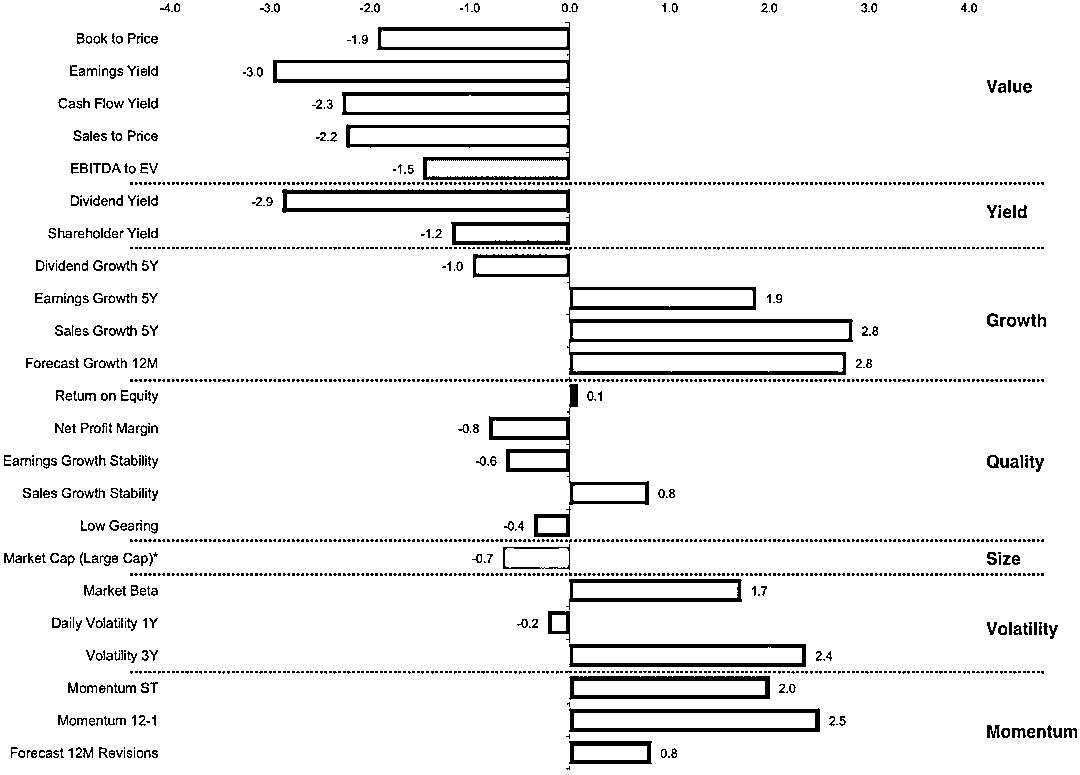 -4.0 -3.0 -2.0 -1.0 0.0 1.0 2.0 3.0 4.0
Book to Price -1.9
Earnings Yield -3.0
Cash Flow Yield -2.3
Value
Sales to Price -2.2
EBITDA to EV -1.5
Dividend Yield -2.9
Yield
Shareholder Yield -1.2
Dividend Growth 5Y -1.0
Earnings Growth 5Y 1.9
Growth
Sales Growth 5Y 2.8
Forecast Growth 12M 2.8
Return on Equity 0.1
Net Profit Margin -0.8
Earnings Growth Stability -0.6
Quality
Sales Growth Stability 0.8
Low Gearing -0.4
Market Cap (Large Cap)* -0.7
Size
Market Beta 1.7
Daily Volatility 1Y -0.2
Volatility
Volatility 3Y 2.4
Momentum ST 2.0
Momentum 12-1 2.5
Momentum
Forecast 12M Revisions 0.8